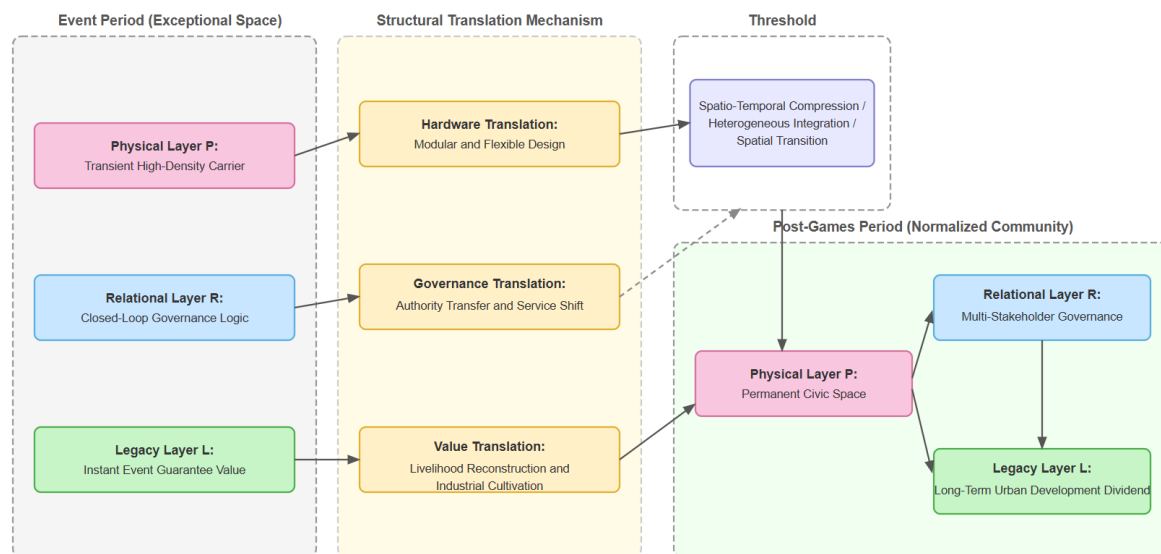 Event Period (Exceptional Space)
Structural Translation Mechanism
Threshold
Physical Layer P:
Transient High-Density Carrier
Hardware Translation:
Modular and Flexible Design
Spatio-Temporal Compression /
Heterogeneous Integration /
Spatial Transition
Post-Games Period (Normalized Community)
Relational Layer R:
Closed-Loop Governance Logic
Governance Translation:
Authority Transfer and Service Shift
Relational Layer R:
Multi-Stakeholder Governance
Physical Layer P:
Permanent Civic Space
Legacy Layer L:
Instant Event Guarantee Value
Value Translation:
Livelihood Reconstruction and
Industrial Cultivation
Legacy Layer L:
Long-Term Urban Development Dividend